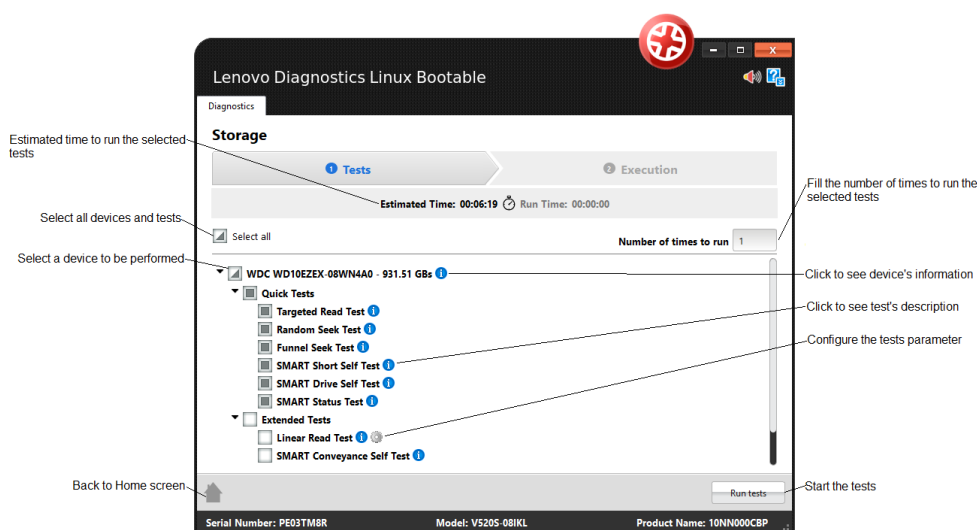 Lenovo Diagnostics Linux Bootable
Diagnostics
Storage
Estimated time to run the selected
tests
1 Tests
2 Execution
Fill the number of times to run the
selected tests
Estimated Time: 00:06:19 Run Time: 00:00:00
Select all devices and tests
Select all
Number of times to run 1
Select a device to be performed
WDC WD10EZEX-08WN4A0 - 931.51 GBs
Click to see device's information
Quick Tests
Targeted Read Test
Click to see test's description
Random Seek Test
Funnel Seek Test
Configure the tests parameter
SMART Short Self Test
SMART Drive Self Test
SMART Status Test
Extended Tests
Linear Read Test
SMART Conveyance Self Test
Back to Home screen
Run tests
Start the tests
Serial Number: PE03TM8R
Model: V520S-08IKL
Product Name: 10NN000CBP